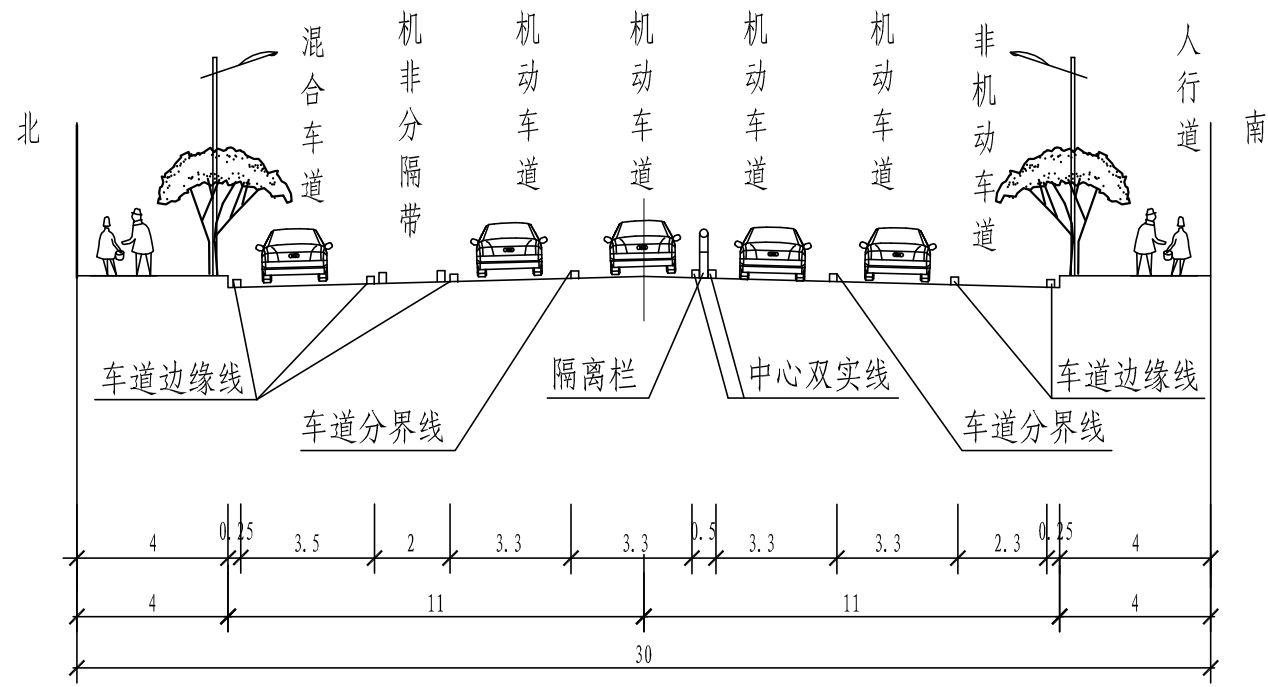 北
混合车道
机非分隔带
机动车道
机动车道
机动车道
机动车道
非机动车道
人行道
南
车道边缘线
隔离栏
中心双实线
车道边缘线
车道分界线
车道分界线
4
0.25
3.5
2
3.3
3.3
0.5
3.3
3.3
2.3
0.25
4
4
11
11
4
30